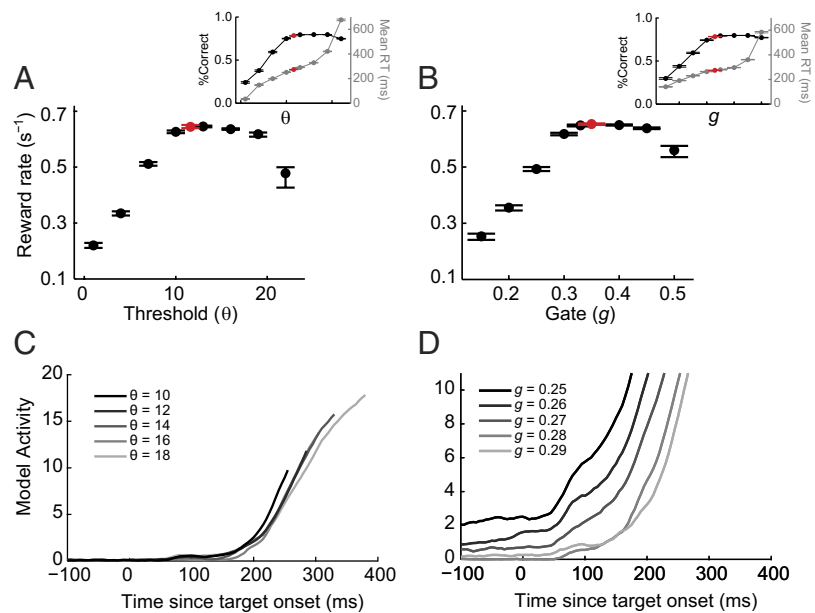 A
1.0
0.5
0.0
%Correct
600
400
200
0
Mean RT (ms)
θ
0.7
0.5
0.3
0.1
Reward rate (s⁻¹)
0 10 20
Threshold (θ)
B
1.0
0.5
0.0
%Correct
600
400
200
0
Mean RT (ms)
g
0.7
0.5
0.3
0.1
0.2 0.3 0.4 0.5
Gate (g)
C
20
15
10
5
0
Model Activity
θ = 10
θ = 12
θ = 14
θ = 16
θ = 18
−100 0 100 200 300 400
Time since target onset (ms)
D
10
8
6
4
2
0
g = 0.25
g = 0.26
g = 0.27
g = 0.28
g = 0.29
−100 0 100 200 300 400
Time since target onset (ms)